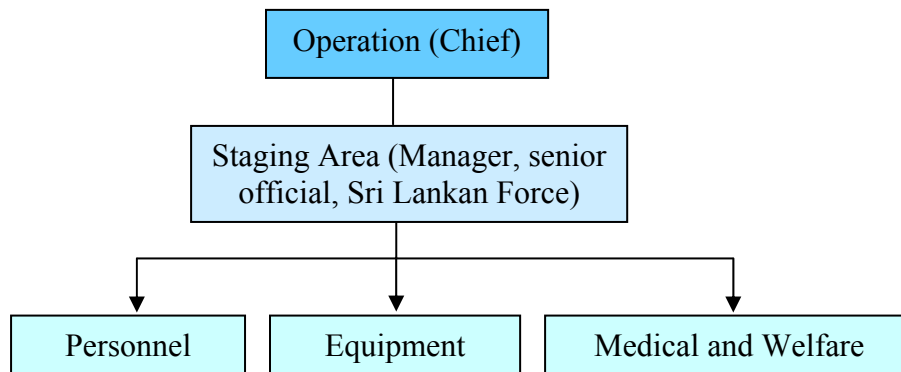 Operation (Chief)
Staging Area (Manager, senior
official, Sri Lankan Force)
Personnel
Equipment
Medical and Welfare